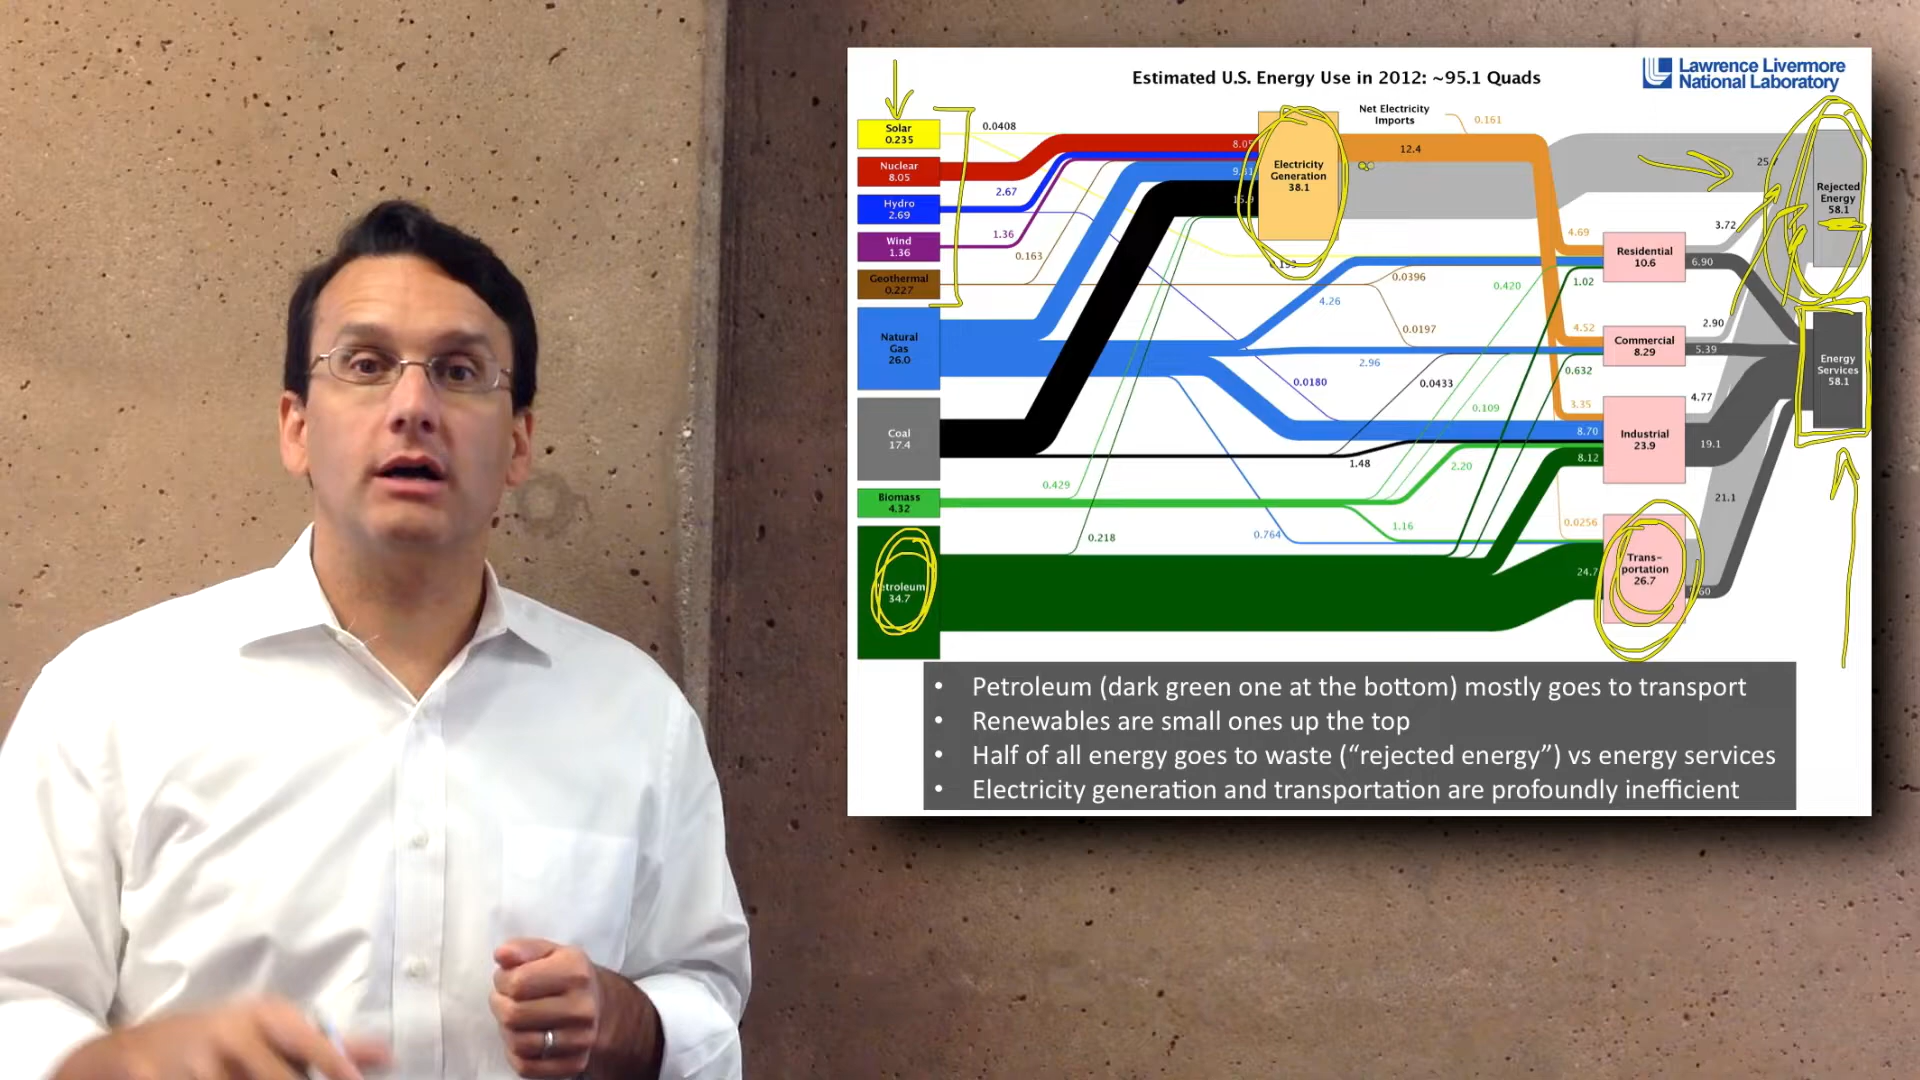 Estimated U.S. Energy Use in 2012: ~95.1 Quads
Lawrence Livermore
National Laboratory
Net Electricity
Imports
0.161
Solar
0.235
0.0408
Nuclear
8.05
8.05
Hydro
2.69
2.67
Wind
1.36
1.36
Geothermal
0.227
0.163
Natural
Gas
26.0
Coal
17.4
Biomass
4.32
0.429
troleum
34.7
0.218
Electricity
Generation
38.1
12.4
0.0396
4.26
0.0197
2.96
0.0180
0.0433
0.109
0.420
1.48
2.20
1.16
0.764
4.69
1.02
4.52
0.632
3.35
8.70
8.12
0.0256
24.7
Residential
10.6
Commercial
8.29
Industrial
23.9
Trans-
portation
26.7
3.72
6.90
2.90
5.39
4.77
19.1
21.1
Rejected
Energy
58.1
Energy
Services
58.1
• Petroleum (dark green one at the bottom) mostly goes to transport
• Renewables are small ones up the top
• Half of all energy goes to waste (“rejected energy”) vs energy services
• Electricity generation and transportation are profoundly inefficient